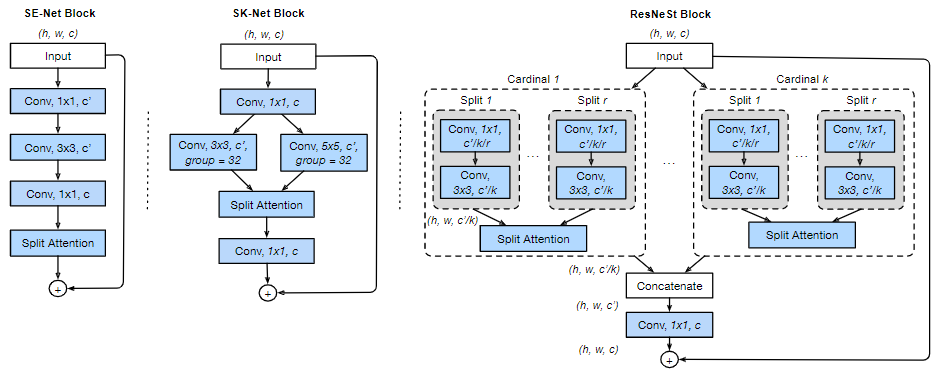 SE-Net Block
(h, w, c)
Input
Conv, 1x1, c'
Conv, 3x3, c'
Conv, 1x1, c
Split Attention
+
SK-Net Block
(h, w, c)
Input
Conv, 1x1, c
Conv, 3x3, c',
group = 32
Conv, 5x5, c',
group = 32
Split Attention
Conv, 1x1, c
+
ResNeSt Block
(h, w, c)
Input
Cardinal 1
Split 1
Conv, 1x1,
c'/k/r
Conv,
3x3, c'/k
...
Split r
Conv, 1x1,
c'/k/r
Conv,
3x3, c'/k
(h, w, c'/k)
Split Attention
...
Cardinal k
Split 1
Conv, 1x1,
c'/k/r
Conv,
3x3, c'/k
...
Split r
Conv, 1x1,
c'/k/r
Conv,
3x3, c'/k
Split Attention
(h, w, c'/k)
Concatenate
(h, w, c')
Conv, 1x1, c
(h, w, c)
+